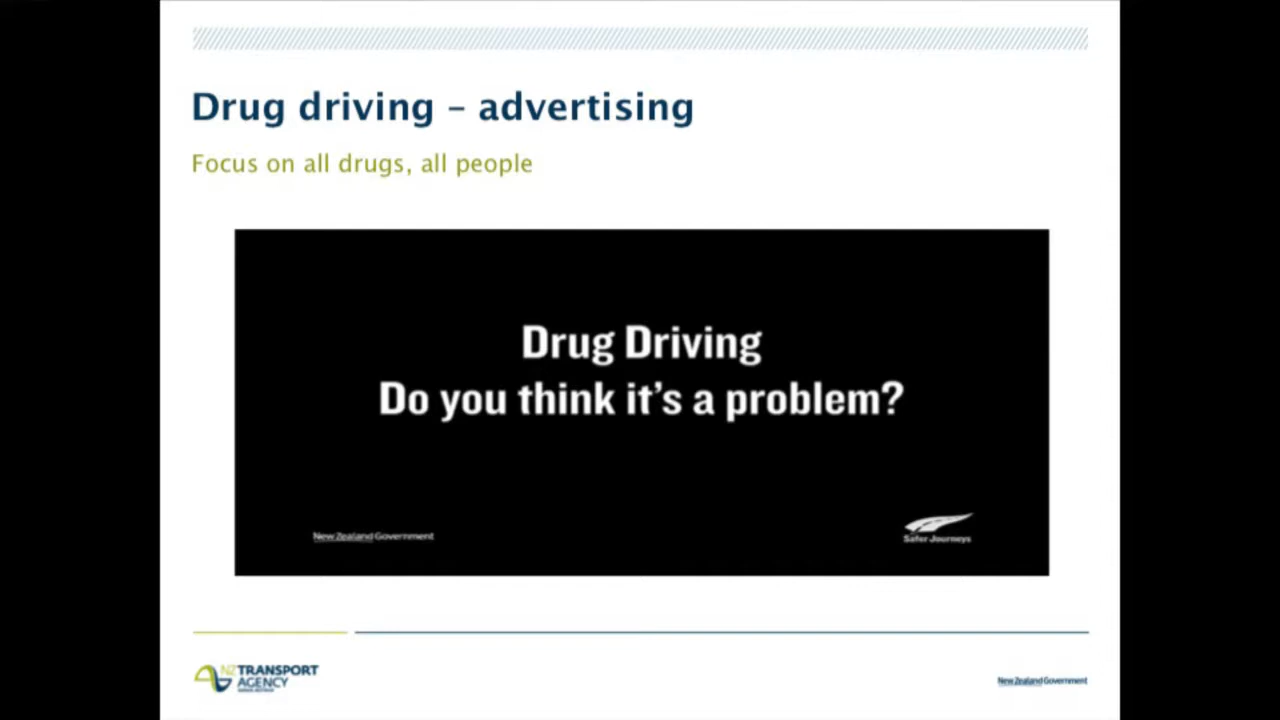 Drug driving – advertising
Focus on all drugs, all people
Drug Driving
Do you think it's a problem?
New Zealand Government
Safer Journeys
NZ TRANSPORT
AGENCY
New Zealand Government